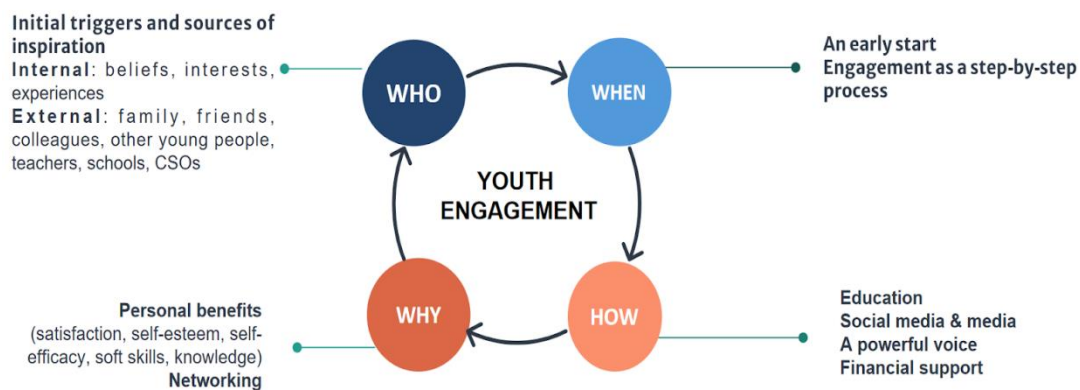 Initial triggers and sources of
inspiration
Internal: beliefs, interests,
experiences
External: family, friends,
colleagues, other young people,
teachers, schools, CSOs
WHO
WHEN
An early start
Engagement as a step-by-step
process
YOUTH
ENGAGEMENT
Personal benefits
(satisfaction, self-esteem, self-
efficacy, soft skills, knowledge)
Networking
WHY
HOW
Education
Social media & media
A powerful voice
Financial support